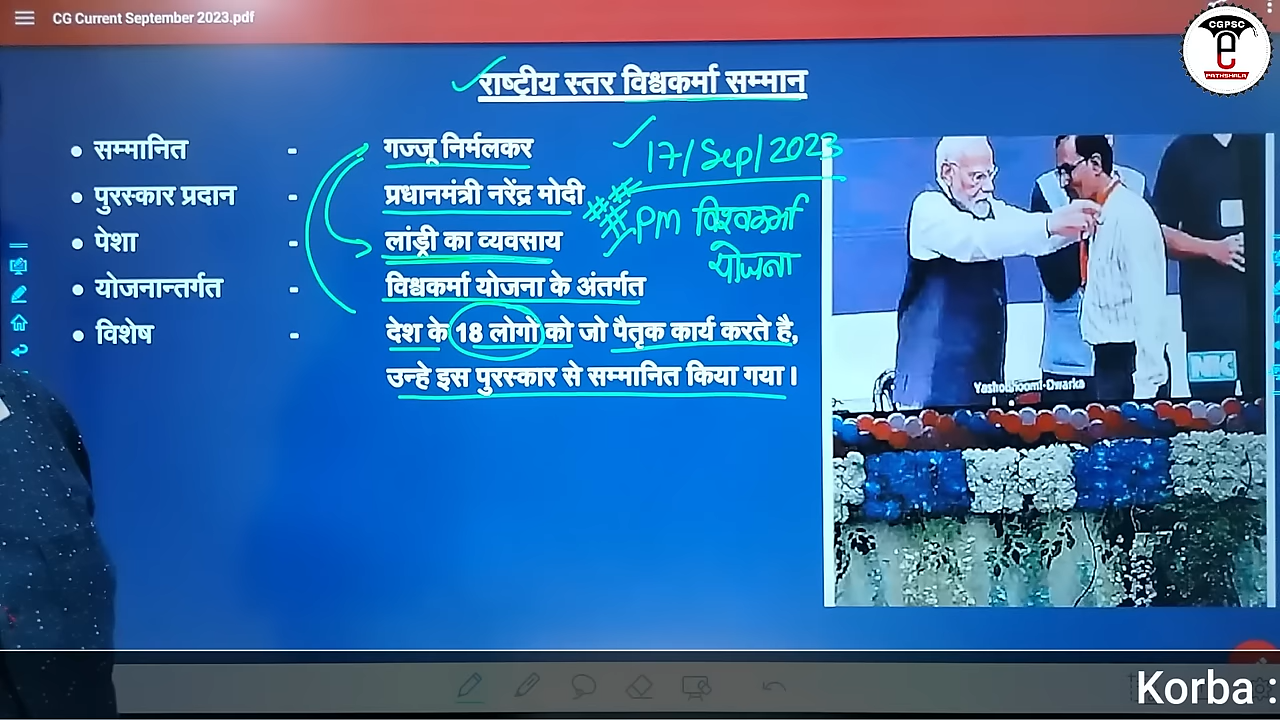 CG Current September 2023.pdf
CGPSC
e
PATHSHALA
राष्ट्रीय स्तर विश्वकर्मा सम्मान
• सम्मानित - गज्जू निर्मलकर
17/Sep/2023
• पुरस्कार प्रदान - प्रधानमंत्री नरेंद्र मोदी
PM विश्वकर्मा
योजना
• पेशा - लांड्री का व्यवसाय
• योजनान्तर्गत - विश्वकर्मा योजना के अंतर्गत
• विशेष - देश के 18 लोगो को जो पैतृक कार्य करते है,
उन्हे इस पुरस्कार से सम्मानित किया गया।
NIC
Korba :